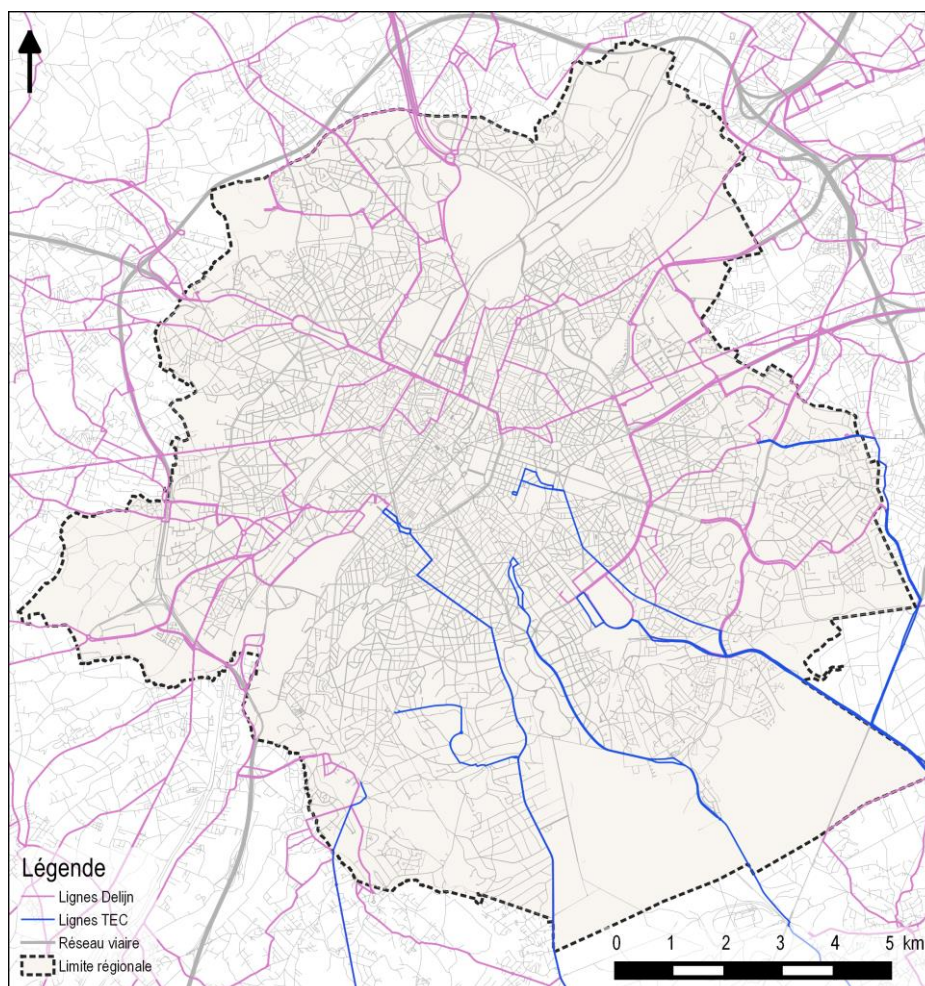 Légende
Lignes Delijn
Lignes TEC
Réseau viaire
Limite régionale
0 1 2 3 4 5 km